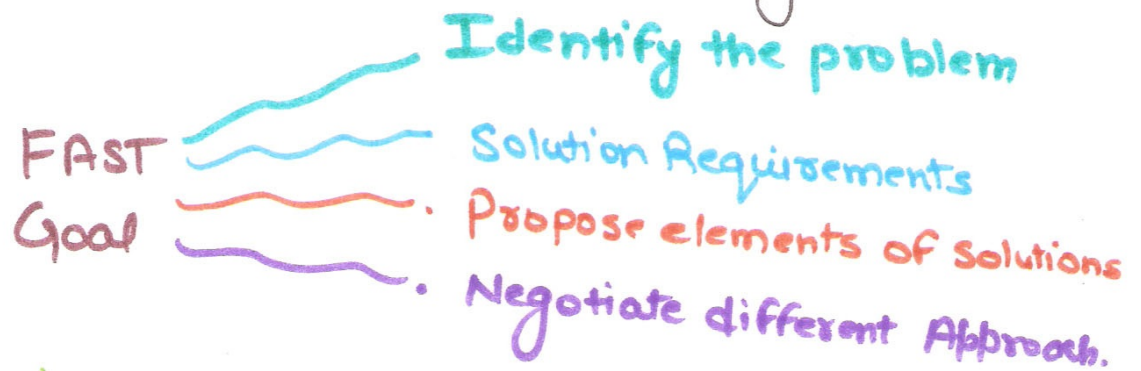 Identify the problem
FAST
Solution Requirements
Goal
Propose elements of solutions
Negotiate different Approach.